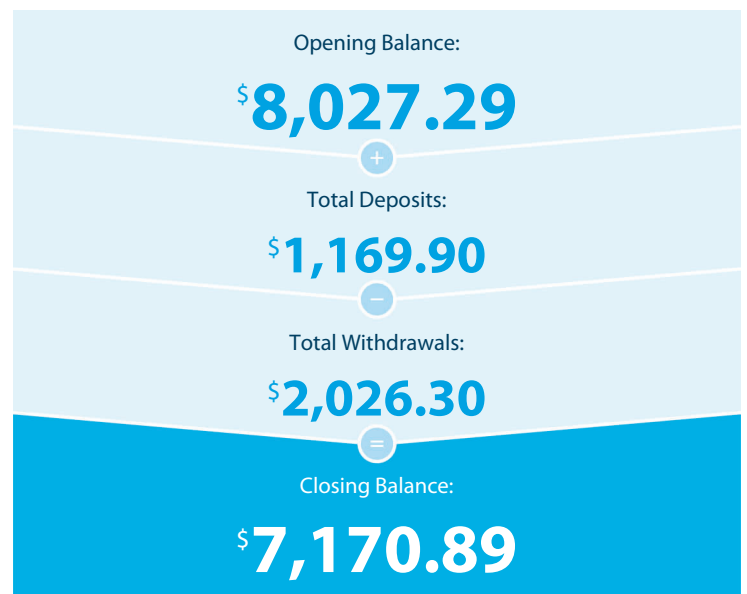 Opening Balance:
$8,027.29
+
Total Deposits:
$1,169.90
−
Total Withdrawals:
$2,026.30
=
Closing Balance:
$7,170.89